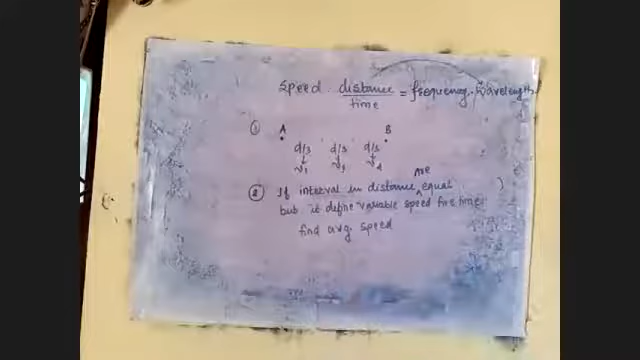 Speed distance/time = frequency. wavelength
① A B
d/3 d/3 d/3
↓ ↓ ↓
v₁ v₃ v₂
② If interval in distance are equal
but it define variable speed time
find avg speed